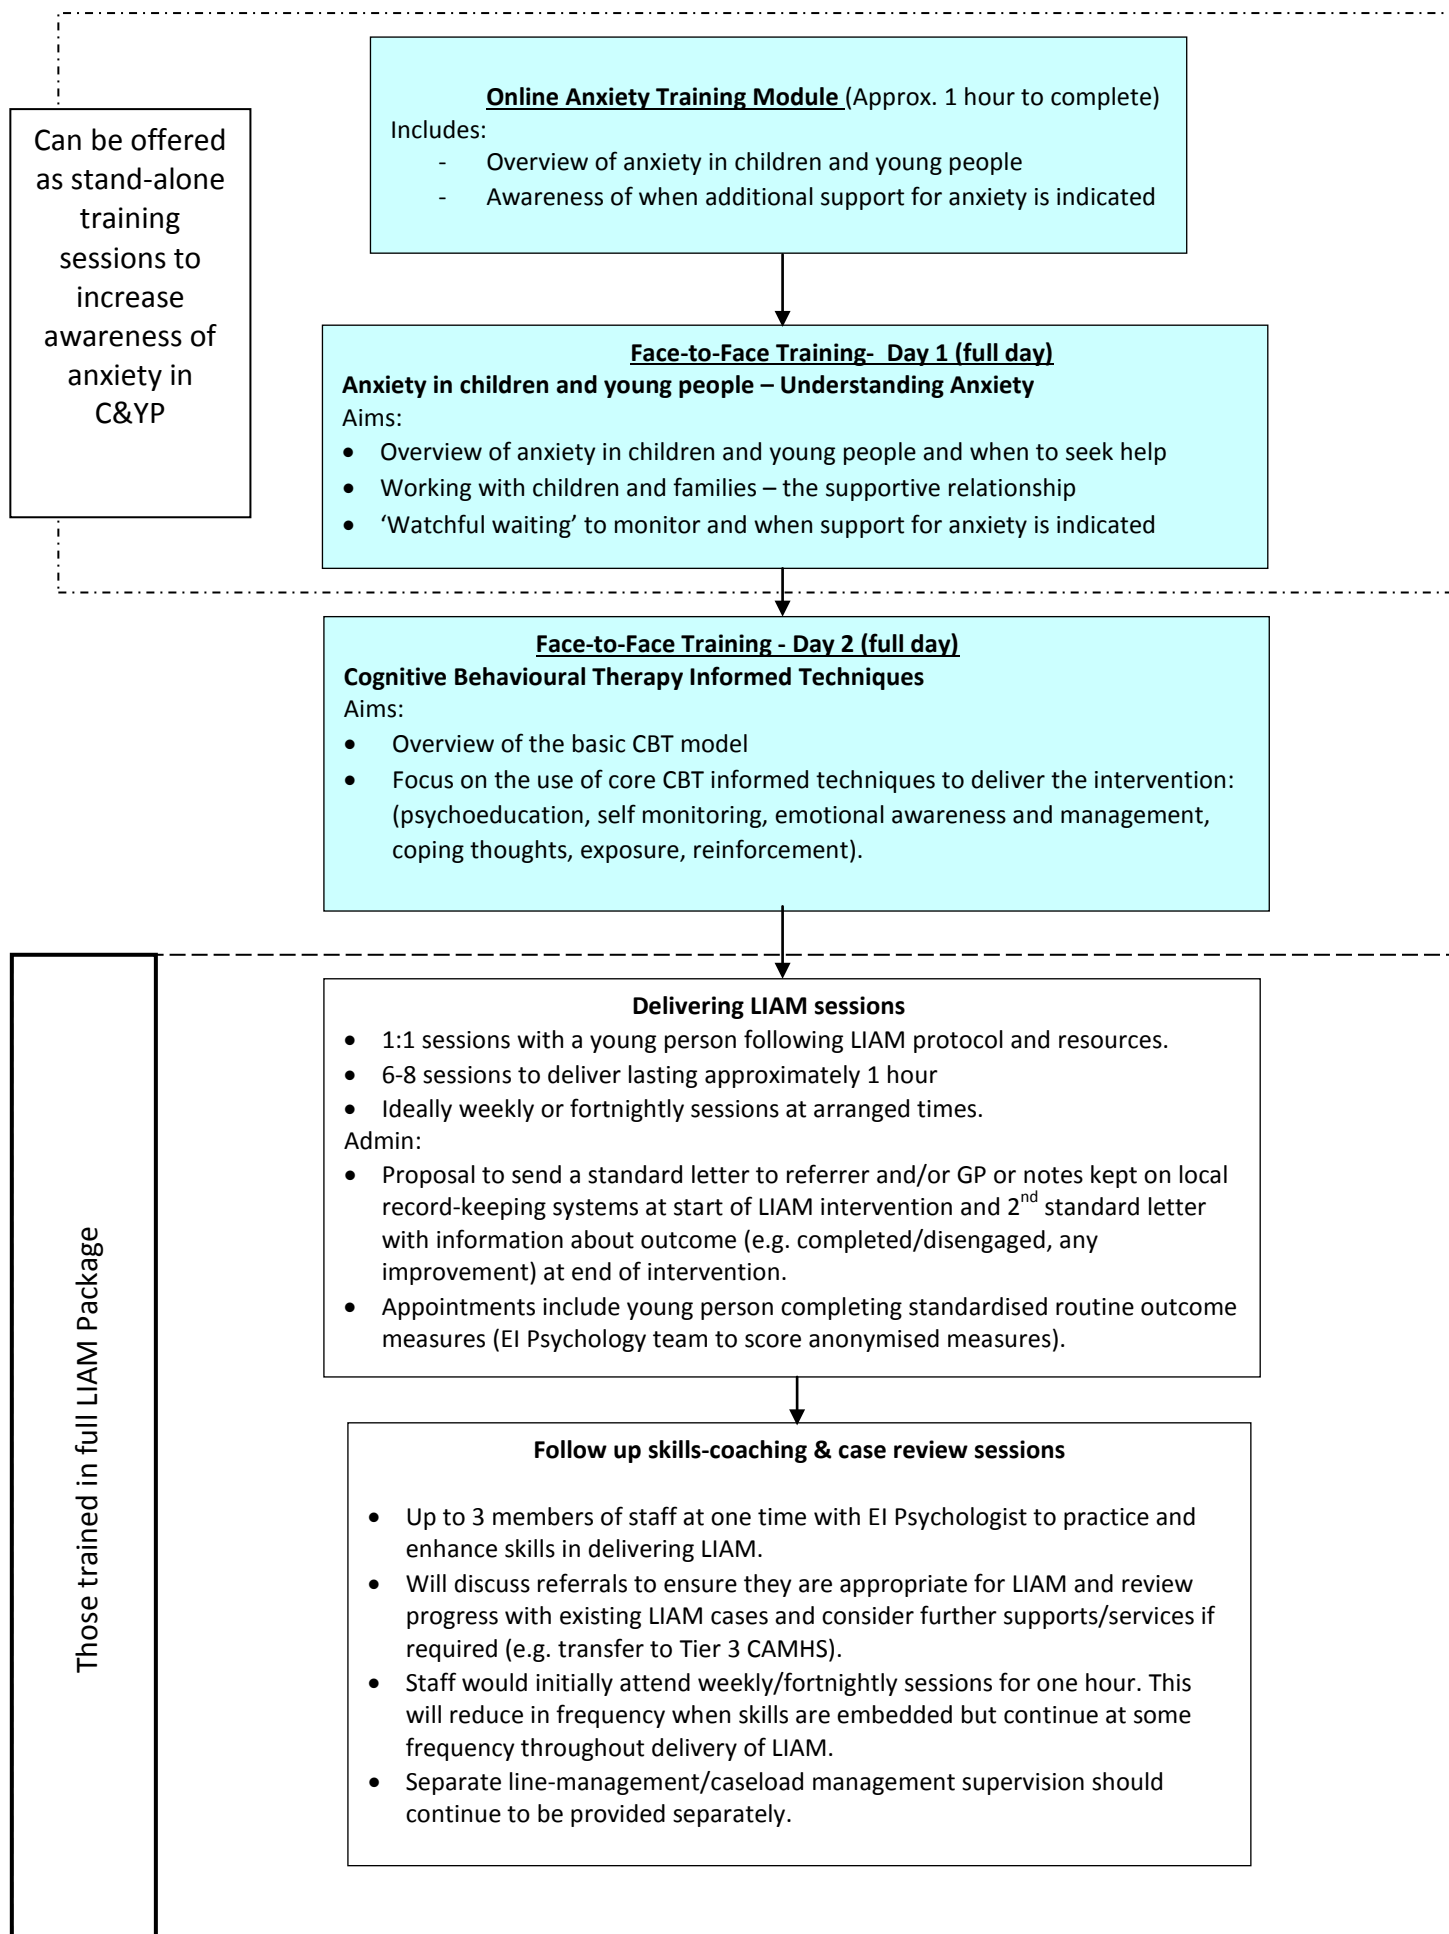 Can be offered
as stand-alone
training
sessions to
increase
awareness of
anxiety in
C&YP
Online Anxiety Training Module (Approx. 1 hour to complete)
Includes:
- Overview of anxiety in children and young people
- Awareness of when additional support for anxiety is indicated
Face-to-Face Training-  Day 1 (full day)
Anxiety in children and young people – Understanding Anxiety
Aims:
• Overview of anxiety in children and young people and when to seek help
• Working with children and families – the supportive relationship
• ‘Watchful waiting’ to monitor and when support for anxiety is indicated
Face-to-Face Training - Day 2 (full day)
Cognitive Behavioural Therapy Informed Techniques
Aims:
• Overview of the basic CBT model
• Focus on the use of core CBT informed techniques to deliver the intervention:
(psychoeducation, self monitoring, emotional awareness and management,
coping thoughts, exposure, reinforcement).
Those trained in full LIAM Package
Delivering LIAM sessions
• 1:1 sessions with a young person following LIAM protocol and resources.
• 6-8 sessions to deliver lasting approximately 1 hour
• Ideally weekly or fortnightly sessions at arranged times.
Admin:
• Proposal to send a standard letter to referrer and/or GP or notes kept on local
record-keeping systems at start of LIAM intervention and 2nd standard letter
with information about outcome (e.g. completed/disengaged, any
improvement) at end of intervention.
• Appointments include young person completing standardised routine outcome
measures (EI Psychology team to score anonymised measures).
Follow up skills-coaching & case review sessions
• Up to 3 members of staff at one time with EI Psychologist to practice and
enhance skills in delivering LIAM.
• Will discuss referrals to ensure they are appropriate for LIAM and review
progress with existing LIAM cases and consider further supports/services if
required (e.g. transfer to Tier 3 CAMHS).
• Staff would initially attend weekly/fortnightly sessions for one hour. This
will reduce in frequency when skills are embedded but continue at some
frequency throughout delivery of LIAM.
• Separate line-management/caseload management supervision should
continue to be provided separately.